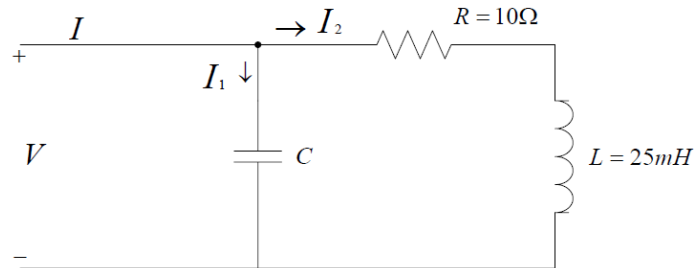 I
I₂
R = 10Ω
+
I₁
V
C
L = 25mH
−